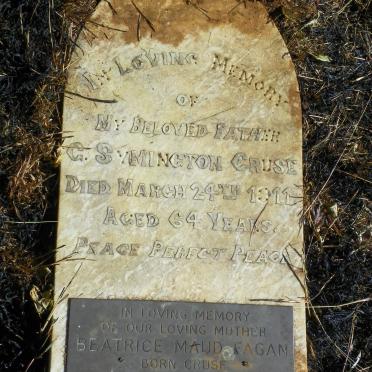 IN LOVING MEMORY
OF
MY BELOVED FATHER
G. SYMINGTON CRUSE
DIED MARCH 24TH 1911
AGED 64 YEARS.
PEACE PERFECT PEACE
IN LOVING MEMORY
OF OUR LOVING MOTHER
BEATRICE MAUD FAGAN
BORN CRUSE